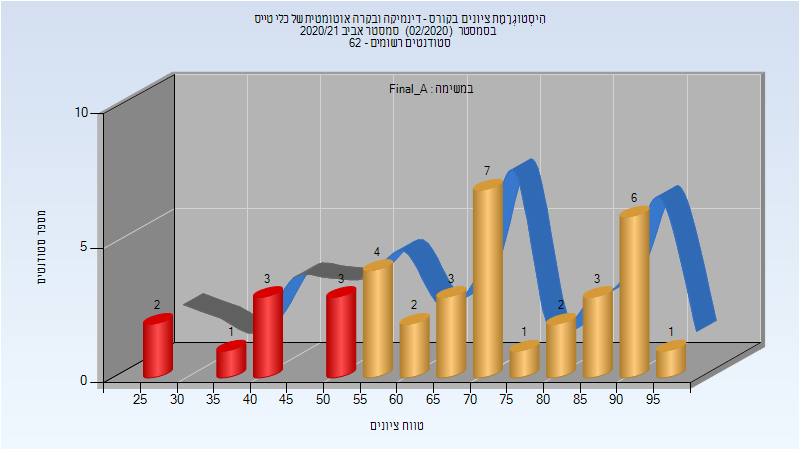 היסטוגרמת ציונים בקורס - דינמיקה ובקרה אוטומטית של כלי טייס
בסמסטר (02/2020) סמסטר אביב 2020/21
סטודנטים רשומים - 62
במשימה : Final_A
מספר סטודנטים
10
5
0
2
1
3
3
4
2
3
7
1
2
3
6
1
25 30 35 40 45 50 55 60 65 70 75 80 85 90 95
טווח ציונים